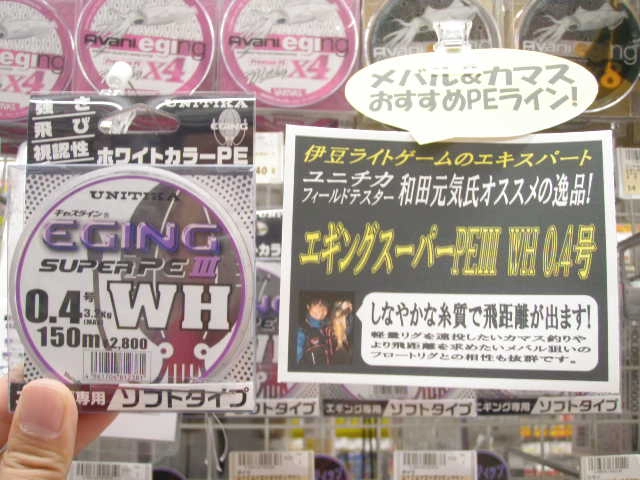 Avani eging
X4
Avani eging
X4
メバル&カマス
おすすめPEライン!
強さ
飛び
視認性
UNITIKA
EGING
ホワイトカラーPE
UNITIKA
キャスライン
EGING
SUPER PE III
WH
0.4号
150m
¥2,800
ソフトタイプ
伊豆ライトゲームのエキスパート
ユニチカ
フィールドテスター 和田元気氏オススメの逸品!
エギングスーパーPEIII WH 0.4号
しなやかな糸質で飛距離が出ます!
軽量リグを遠投したいカマス釣りや
より飛距離を求めたいメバル狙いの
フロートリグとの相性も抜群です。
エギング専用 ソフトタイプ
エギング専用 ソフトタイプ